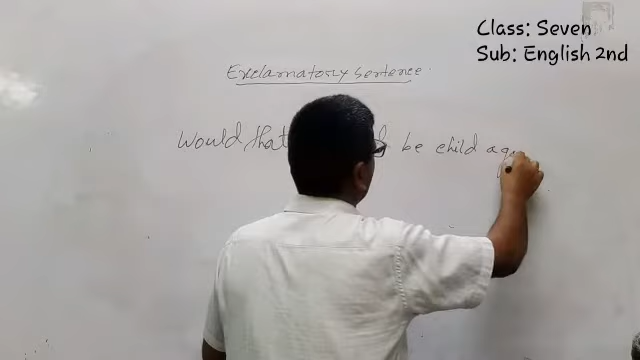 Class: Seven
Sub: English 2nd
Exclamatory Sentence.
Would that be child